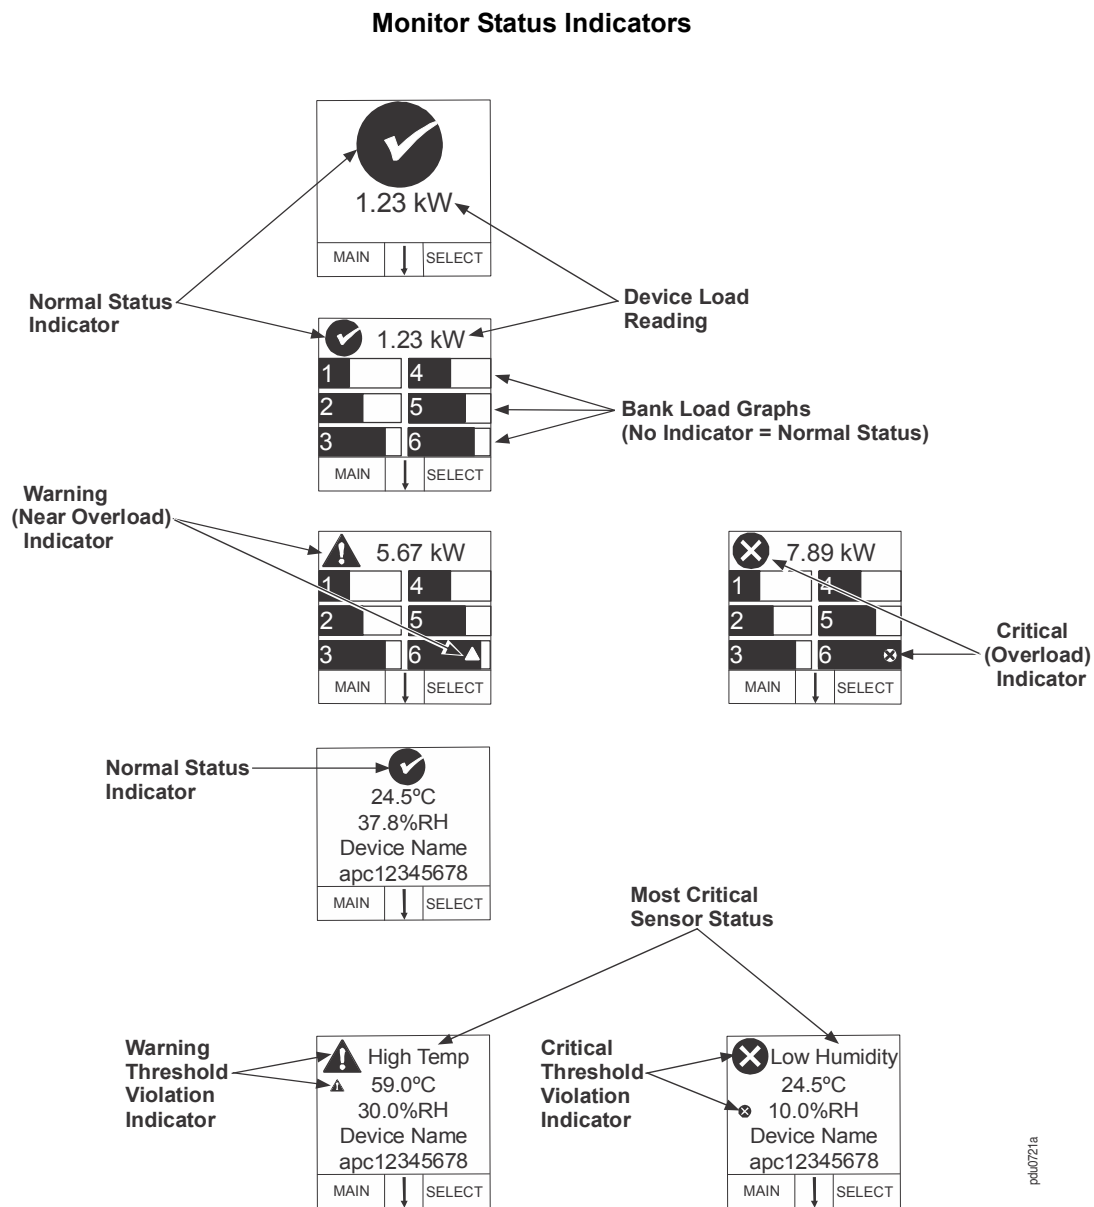 Monitor Status Indicators
1.23 kW
MAIN SELECT
Normal Status
Indicator
Device Load
Reading
1.23 kW
1 4
2 5
3 6
MAIN SELECT
Bank Load Graphs
(No Indicator = Normal Status)
Warning
(Near Overload)
Indicator
5.67 kW
1 4
2 5
3 6
MAIN SELECT
7.89 kW
1 4
2 5
3 6
MAIN SELECT
Critical
(Overload)
Indicator
Normal Status
Indicator
24.5ºC
37.8%RH
Device Name
apc12345678
MAIN SELECT
Most Critical
Sensor Status
Warning
Threshold
Violation
Indicator
High Temp
59.0ºC
30.0%RH
Device Name
apc12345678
MAIN SELECT
Critical
Threshold
Violation
Indicator
Low Humidity
24.5ºC
10.0%RH
Device Name
apc12345678
MAIN SELECT
pdu0721a